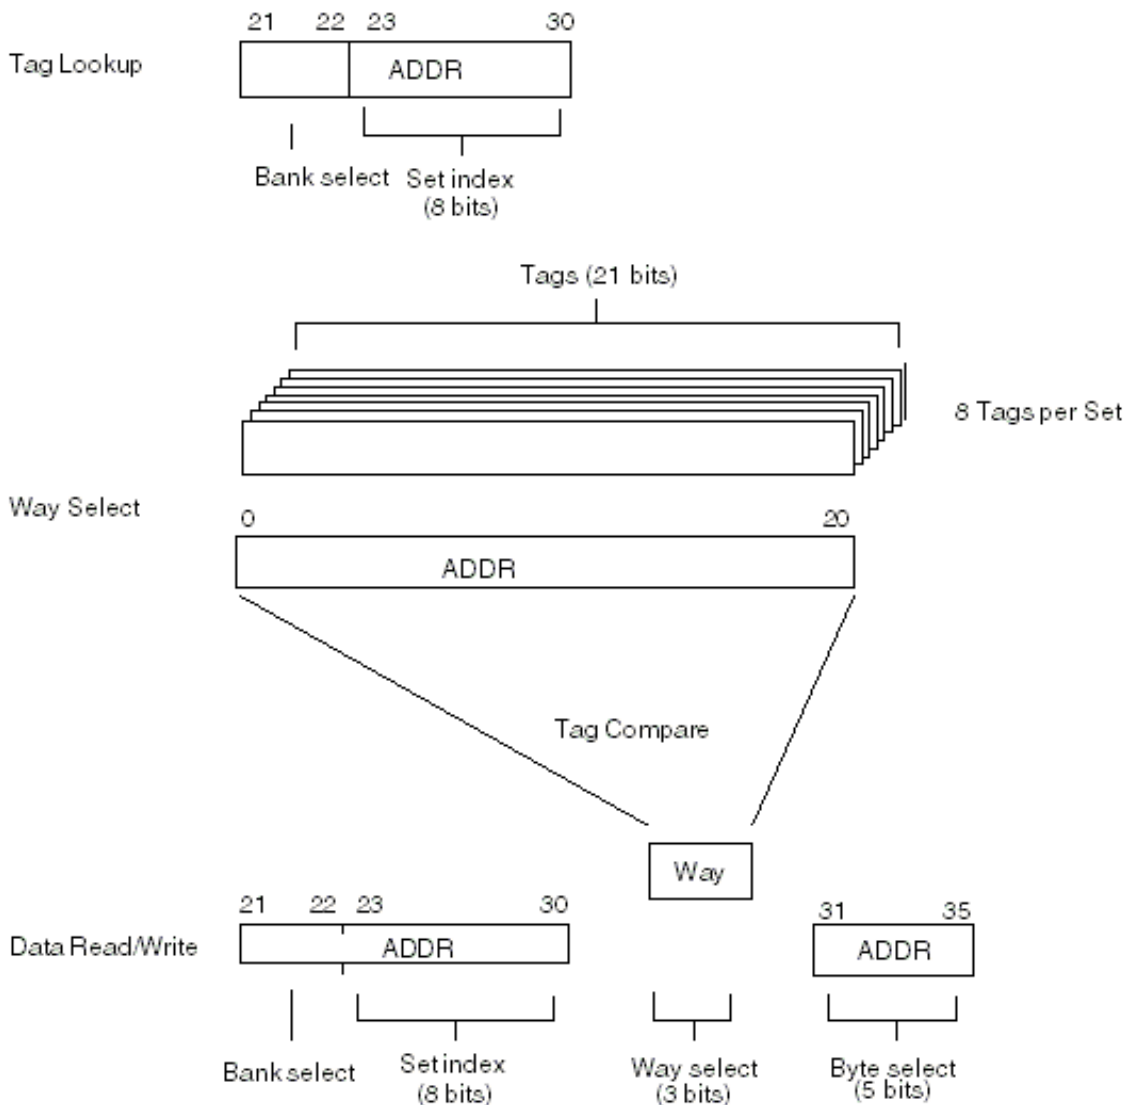 21 22 23 30
Tag Lookup ADDR
Bank select Set index
(8 bits)
Tags (21 bits)
8 Tags per Set
Way Select
0 20
ADDR
Tag Compare
Way
21 22 23 30 31 35
Data Read/Write ADDR ADDR
Bank select Set index Way select Byte select
(8 bits) (3 bits) (5 bits)